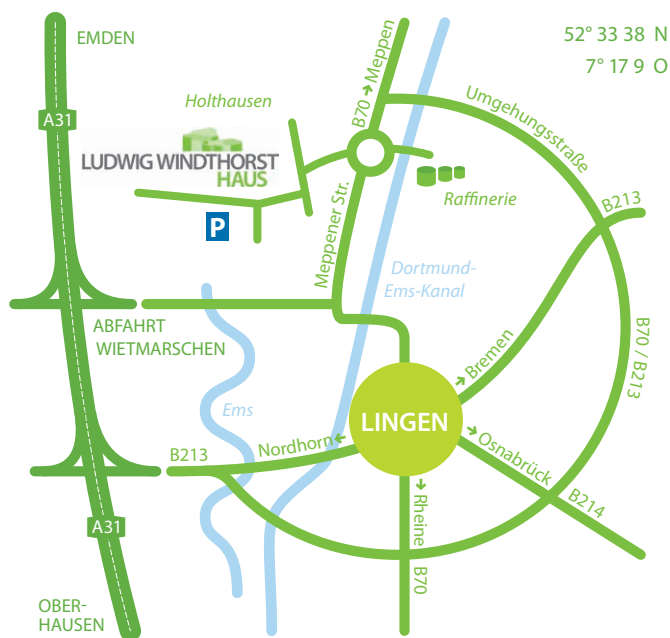 EMDEN
52° 33 38 N
7° 17 9 O
A31
Holthausen
B70 → Meppen
Umgehungsstraße
LUDWIG WINDTHORST
HAUS
Raffinerie
B213
P
Meppener Str.
Dortmund-
Ems-Kanal
ABFAHRT
WIETMARSCHEN
B70 / B213
→ Bremen
Ems
LINGEN
Nordhorn ←
B213
→ Osnabrück
B214
→ Rheine
B70
A31
OBER-
HAUSEN